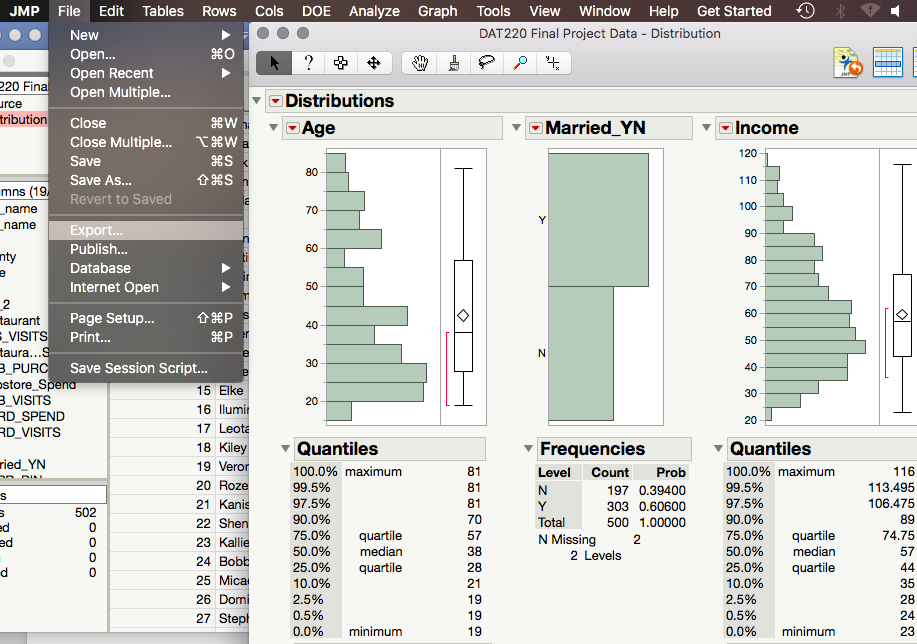 JMP File Edit Tables Rows Cols DOE Analyze Graph Tools View Window Help Get Started
New
Open... ⌘O
Open Recent
Open Multiple...
Close ⌘W
Close Multiple... ⌥⌘W
Save ⌘S
Save As... ⇧⌘S
Revert to Saved
Export...
Publish...
Database
Internet Open
Page Setup... ⇧⌘P
Print... ⌘P
Save Session Script...
220 Final
ource
tribution
mns (19/
_name
_name
nty
e
_2
taurant
S_VISITS
taura...S
B_PURC
ostore_Spend
B_VISITS
RD_SPEND
RD_VISITS
ried_YN
s
s 502
ed 0
ed 0
0
d 0
15 Elke
16 Ilumin
17 Leota
18 Kiley
19 Veron
20 Roze
21 Kanis
22 Shen
23 Kallie
24 Bobb
25 Micae
26 Domi
27 Steph
DAT220 Final Project Data - Distribution
?
JMP
Distributions
Age
80
70
60
50
40
30
20
Quantiles
100.0% maximum 81
99.5% 81
97.5% 81
90.0% 70
75.0% quartile 57
50.0% median 38
25.0% quartile 28
10.0% 21
2.5% 19
0.5% 19
0.0% minimum 19
Married_YN
Y
N
Frequencies
Level Count Prob
N 197 0.39400
Y 303 0.60600
Total 500 1.00000
N Missing 2
2 Levels
Income
120
110
100
90
80
70
60
50
40
30
20
Quantiles
100.0% maximum 116
99.5% 113.495
97.5% 106.475
90.0% 89
75.0% quartile 74.75
50.0% median 57
25.0% quartile 44
10.0% 35
2.5% 28
0.5% 24
0.0% minimum 23